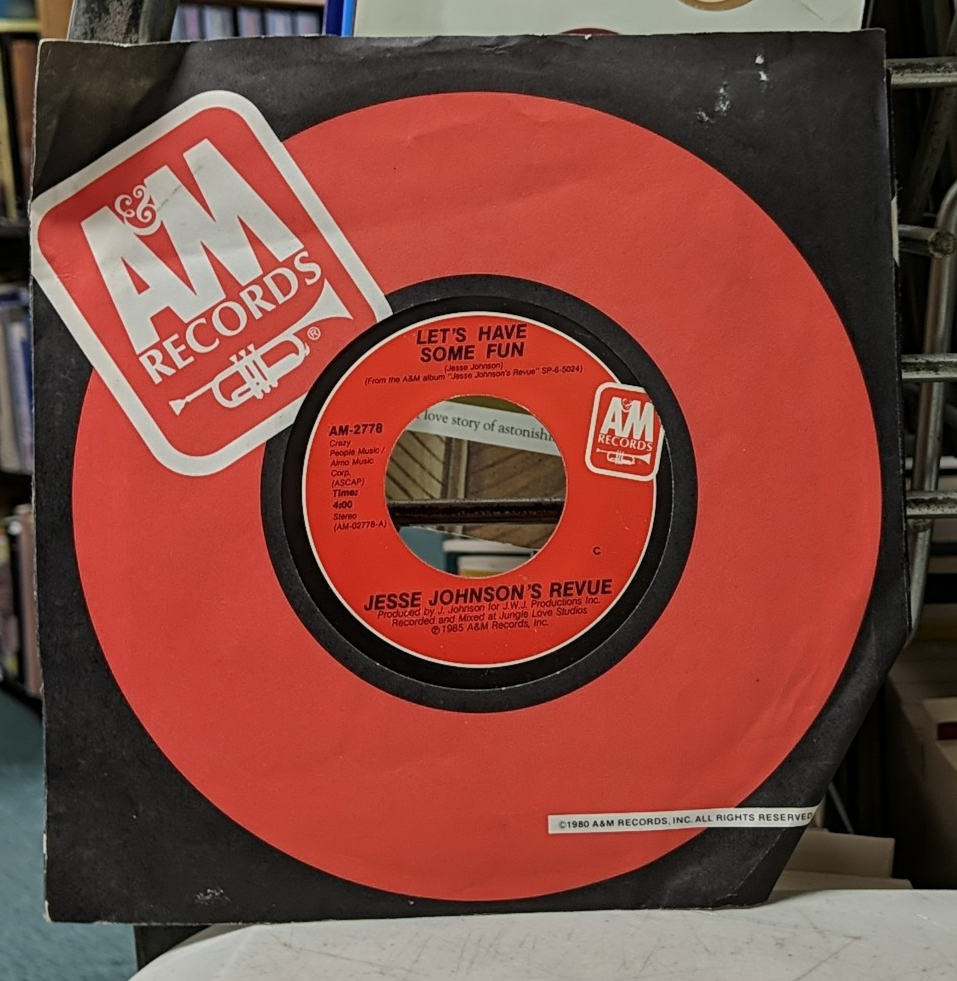 A&M
RECORDS
®
LET'S HAVE
SOME FUN
(Jesse Johnson)
(From the A&M album "Jesse Johnson's Revue" SP-6-5024)
love story of astonish
AM-2778
Crazy
People Music /
Almo Music
Corp.
(ASCAP)
Time:
4:00
Stereo
(AM-02778-A)
A&M
RECORDS
C
JESSE JOHNSON'S REVUE
Produced by J. Johnson for J.W.J. Productions Inc.
Recorded and Mixed at Jungle Love Studios
℗1985 A&M Records, Inc.
©1980 A&M RECORDS, INC. ALL RIGHTS RESERVED